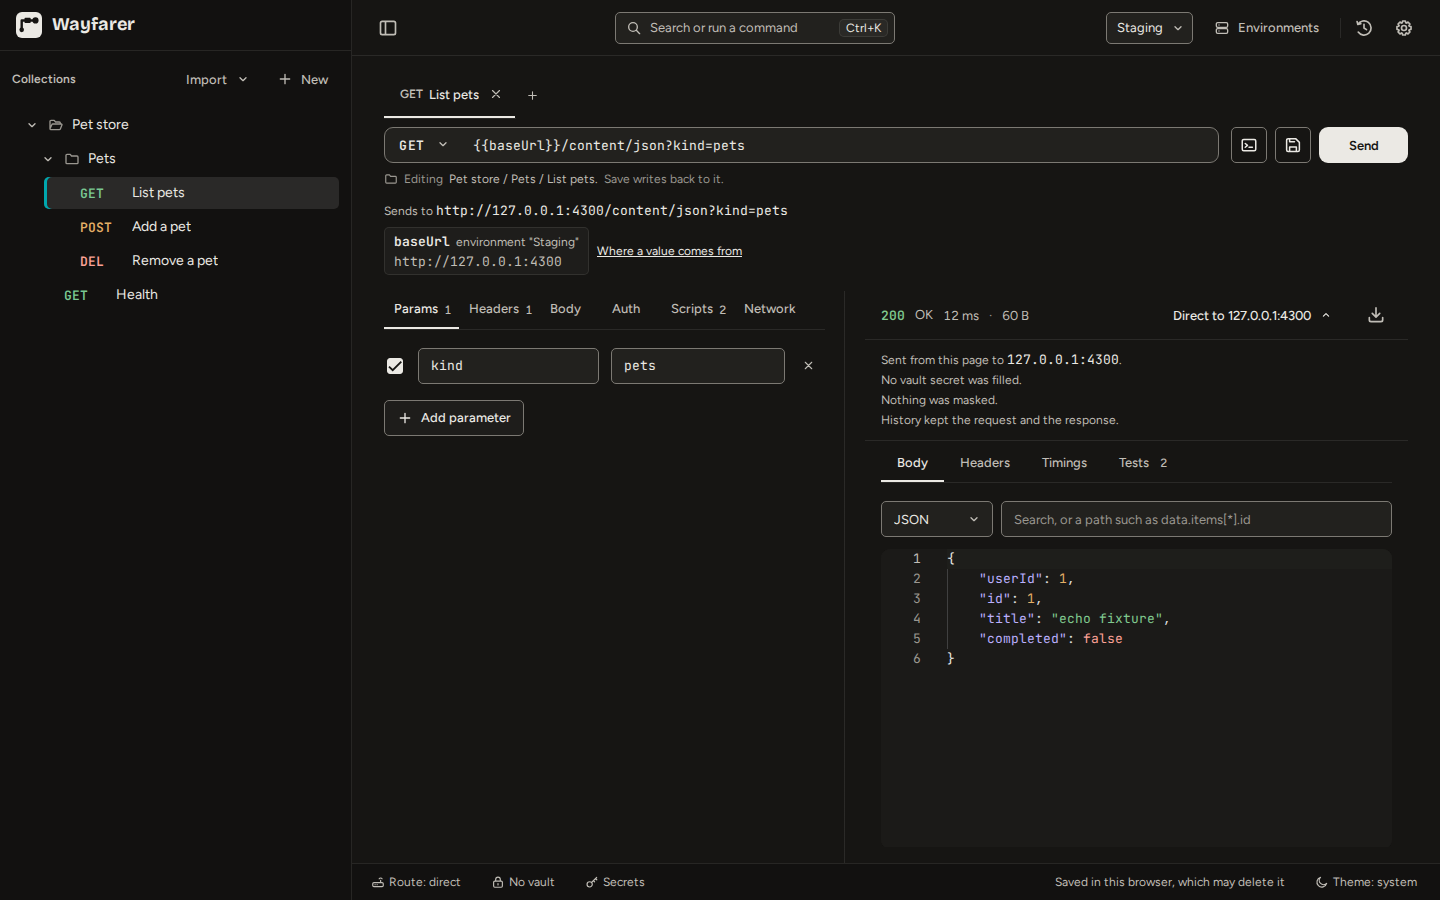 Wayfarer
Search or run a command Ctrl+K
Staging
Environments
Collections
Import
New
Pet store
Pets
GET List pets
POST Add a pet
DEL Remove a pet
GET Health
GET List pets
GET {{baseUrl}}/content/json?kind=pets
Send
Editing Pet store / Pets / List pets. Save writes back to it.
Sends to http://127.0.0.1:4300/content/json?kind=pets
baseUrl environment "Staging"
http://127.0.0.1:4300
Where a value comes from
Params 1 Headers 1 Body Auth Scripts 2 Network
kind pets
Add parameter
200 OK 12 ms · 60 B
Direct to 127.0.0.1:4300
Sent from this page to 127.0.0.1:4300.
No vault secret was filled.
Nothing was masked.
History kept the request and the response.
Body Headers Timings Tests 2
JSON
Search, or a path such as data.items[*].id
1 {
2 "userId": 1,
3 "id": 1,
4 "title": "echo fixture",
5 "completed": false
6 }
Route: direct
No vault
Secrets
Saved in this browser, which may delete it
Theme: system